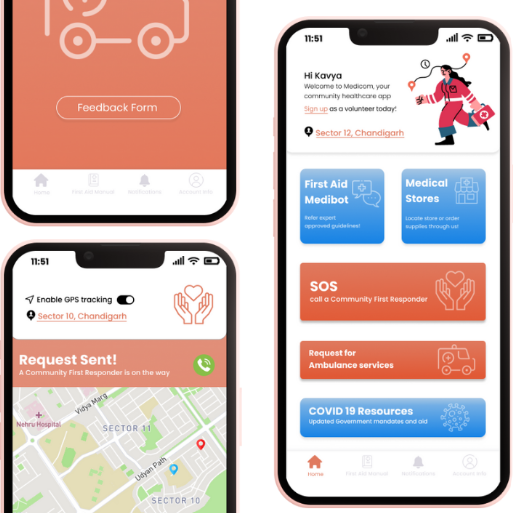 Feedback Form
Home
First Aid Manual
Notifications
Account Info
11:51
Enable GPS tracking
Sector 10, Chandigarh
Request Sent!
A Community First Responder is on the way
Vidya Marg
Nehru Hospital
SECTOR 11
Udyan Path
SECTOR 10
11:51
Hi Kavya
Welcome to Medicom, your
community healthcare app
Sign up as a volunteer today!
Sector 12, Chandigarh
First Aid
Medibot
Refer expert
approved guidelines!
Medical
Stores
Locate store or order
supplies through us!
SOS
call a Community First Responder
Request for
Ambulance services
COVID 19 Resources
Updated Government mandates and aid
Home
First Aid Manual
Notifications
Account Info